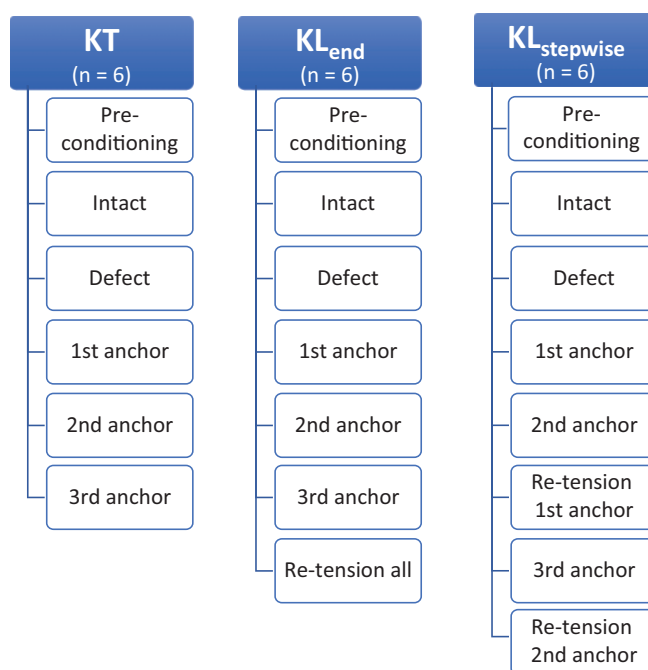 KT
(n = 6)
Pre-
conditioning
Intact
Defect
1st anchor
2nd anchor
3rd anchor
KLend
(n = 6)
Pre-
conditioning
Intact
Defect
1st anchor
2nd anchor
3rd anchor
Re-tension all
KLstepwise
(n = 6)
Pre-
conditioning
Intact
Defect
1st anchor
2nd anchor
Re-tension
1st anchor
3rd anchor
Re-tension
2nd anchor